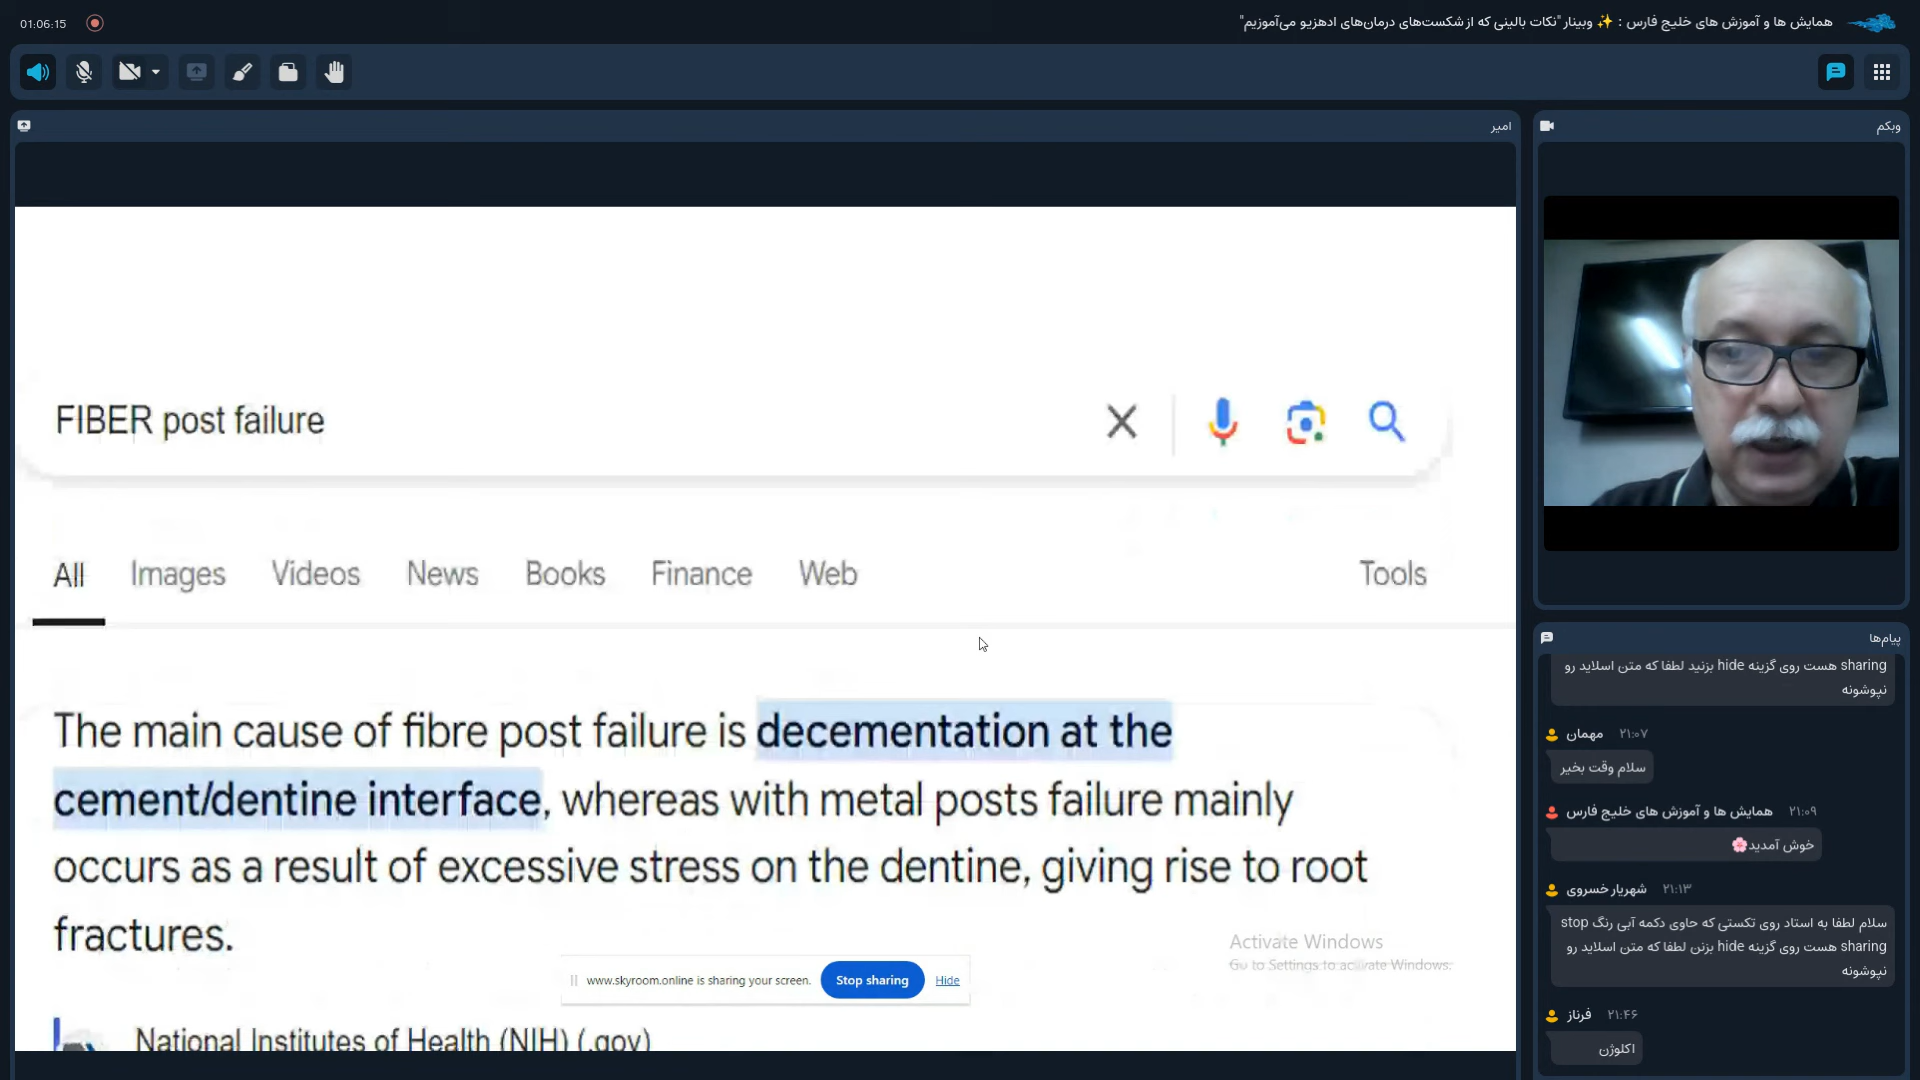 01:06:15
همایش ها و آموزش های خلیج فارس : ✨ وبینار "نکات بالینی که از شکست‌های درمان‌های ادهزیو می‌آموزیم"
امیر
وبکم
FIBER post failure
All Images Videos News Books Finance Web Tools
The main cause of fibre post failure is decementation at the
cement/dentine interface, whereas with metal posts failure mainly
occurs as a result of excessive stress on the dentine, giving rise to root
fractures.
Activate Windows
Go to Settings to activate Windows.
www.skyroom.online is sharing your screen. Stop sharing Hide
National Institutes of Health (NIH) (.gov)
پیام‌ها
sharing هست روی گزینه hide بزنید لطفا که متن اسلاید رو
نپوشونه
مهمان ۲۱:۰۷
سلام وقت بخیر
همایش ها و آموزش های خلیج فارس ۲۱:۰۹
خوش آمدید🌸
شهریار خسروی ۲۱:۱۳
سلام لطفا به استاد روی تکستی که حاوی دکمه آبی رنگ stop
sharing هست روی گزینه hide بزنن لطفا که متن اسلاید رو
نپوشونه
فرناز ۲۱:۴۶
اکلوژن